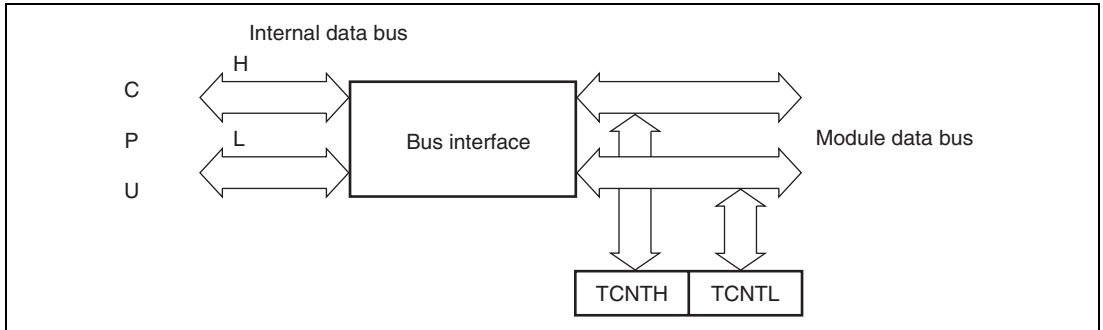 Internal data bus
H
C
P
U
L
Bus interface
Module data bus
TCNTH
TCNTL